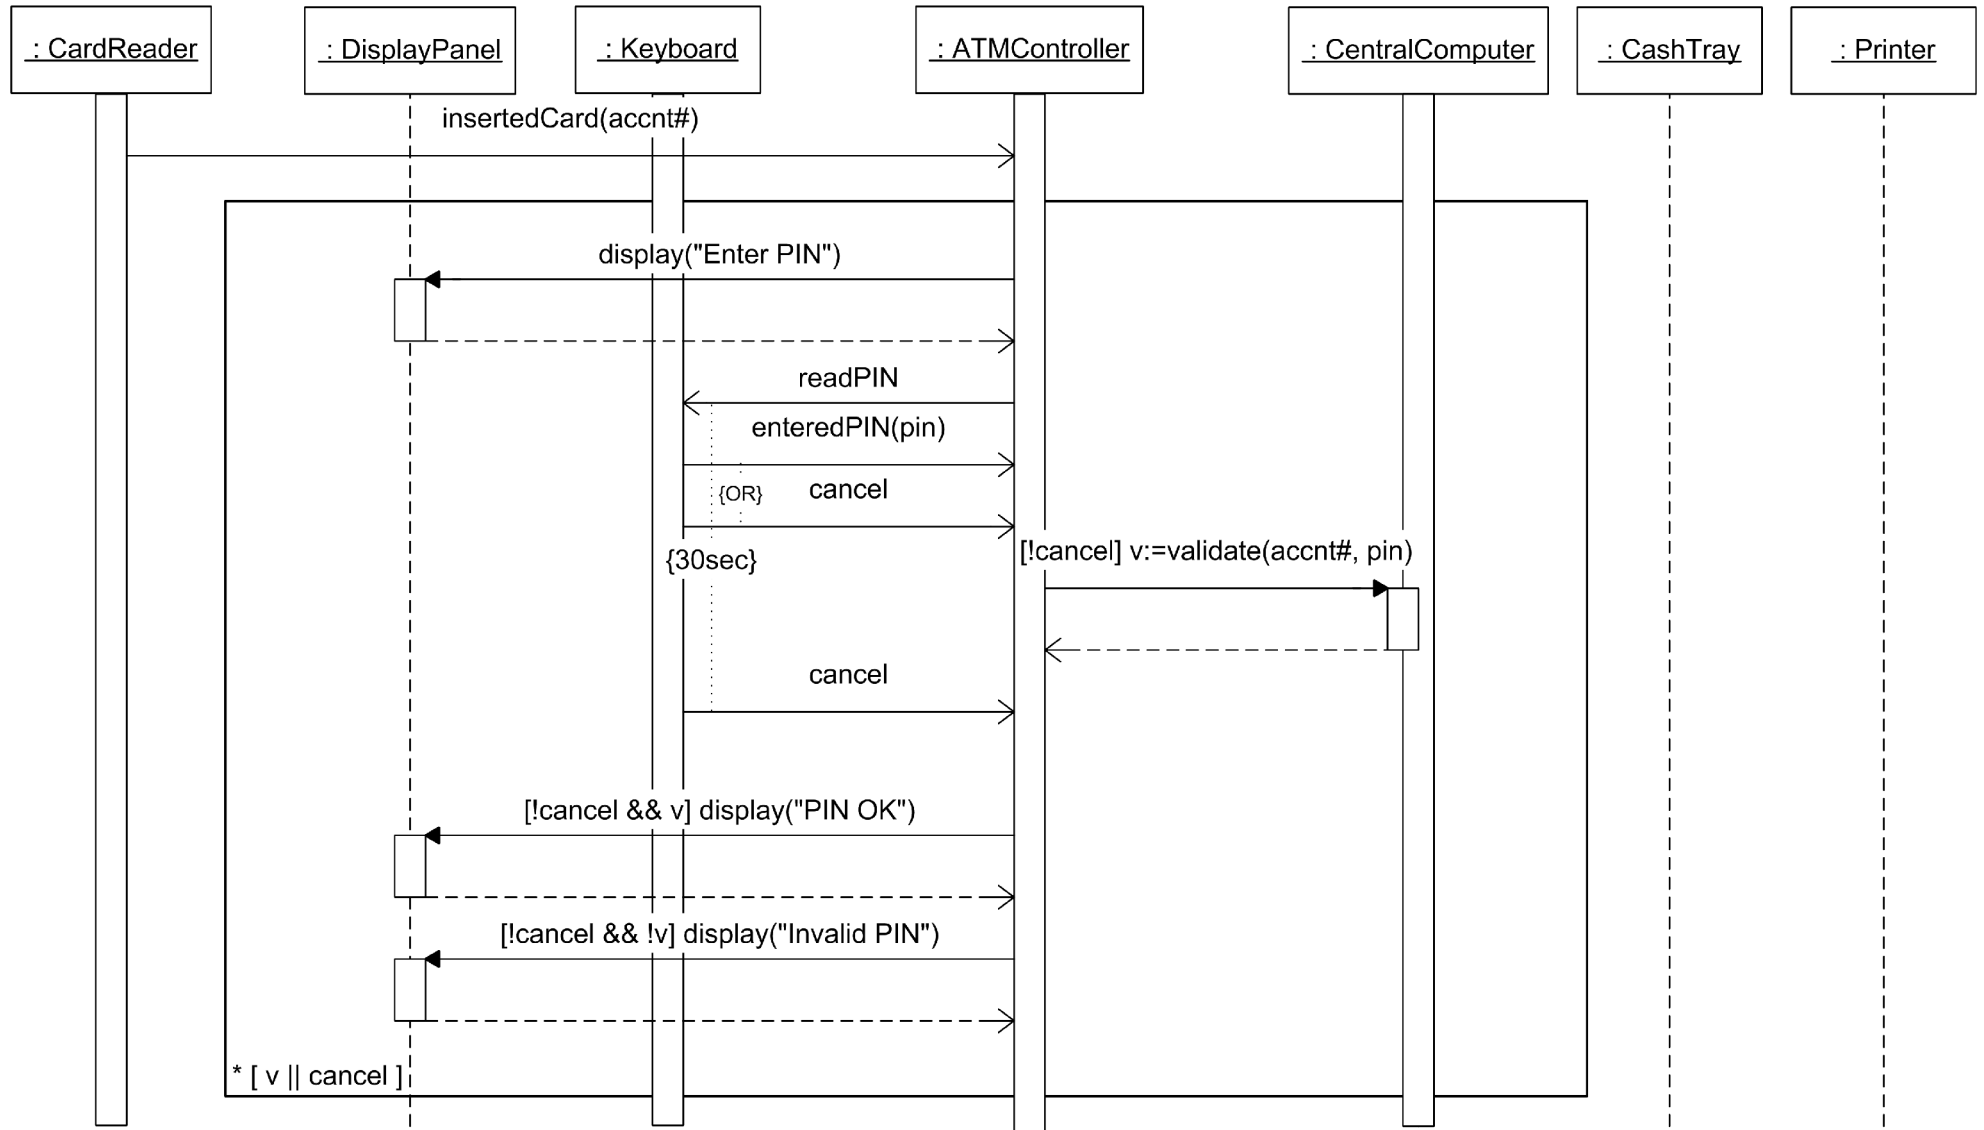 : CardReader
: DisplayPanel
: Keyboard
: ATMController
: CentralComputer
: CashTray
: Printer
insertedCard(accnt#)
display("Enter PIN")
readPIN
enteredPIN(pin)
{OR}
cancel
{30sec}
[!cancel] v:=validate(accnt#, pin)
cancel
[!cancel && v] display("PIN OK")
[!cancel && !v] display("Invalid PIN")
* [ v || cancel ]